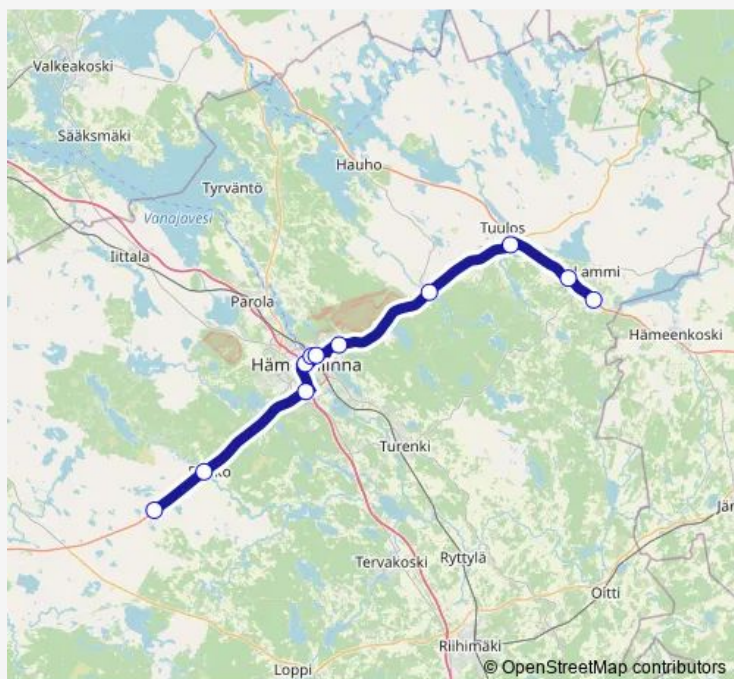 Valkeakoski
Sääksmäki
Hauho
Tyrväntö
Vanajavesi
Tuulos
Iittala
Lammi
Parola
Hämeenkoski
Turenki
Tervakoski
Ryttylä
Oitti
Riihimäki
Loppi
© OpenStreetMap contributors